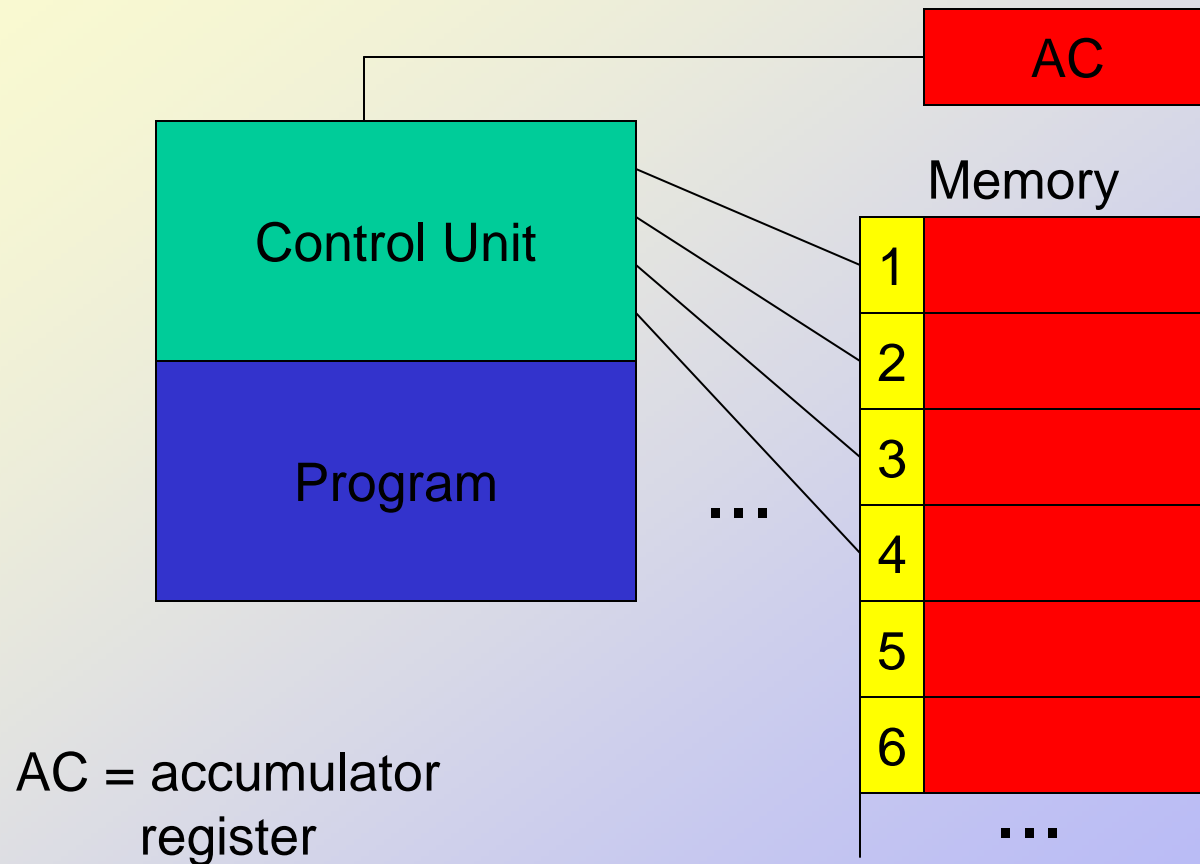 AC
Memory
Control Unit
1
2
3
Program
...
4
5
6
AC = accumulator
register
...